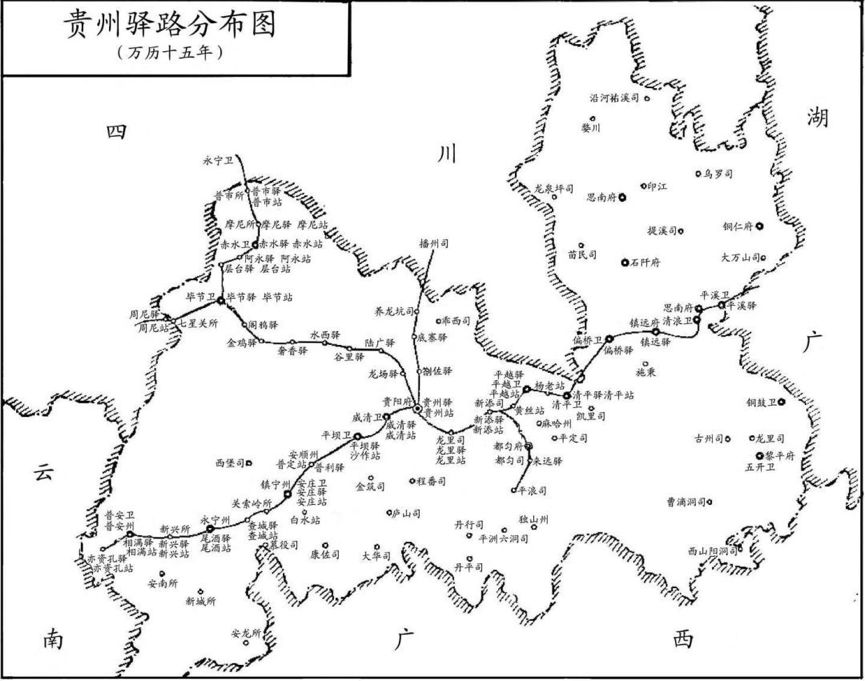 贵州驿路分布图
(万历十五年)
四
川
湖
广
云
南
广
西
沿河祐溪司
婺川
乌罗司
印江
龙泉坪司
思南府
铜仁府
提溪司
苗民司
石阡府
大万山司
永宁卫
普市所
普市驿
普市站
摩尼所
摩尼驿
摩尼站
赤水卫
赤水驿
赤水站
阿永驿
阿永站
层台驿
层台站
播州司
毕节卫
毕节驿
毕节站
周尼驿
周尼站
七星关所
阁鸦驿
金鸡驿
奢香驿
水西驿
谷里驿
陆广驿
龙场驿
养龙坑司
乖西司
底寨驿
劄佐驿
平溪卫
平溪驿
思南府
清浪卫
镇远府
镇远驿
偏桥卫
偏桥驿
施秉
平越驿
平越卫
平越站
杨老站
清平驿
清平站
清平卫
凯里司
黄丝站
新添司
新添驿
新添站
麻哈州
平定司
都匀府
都匀司
来远驿
平浪司
贵阳府
贵州驿
贵州站
威清卫
威清驿
威清站
龙里司
龙里驿
龙里站
平坝卫
平坝驿
沙作站
安顺州
普定站
普利驿
西堡司
镇宁州
安庄卫
安庄驿
安庄站
白水站
金筑司
程番司
庐山司
关索岭所
查城驿
查城站
慕役司
康佐司
大华司
永宁州
尾酒驿
尾酒站
新兴所
新兴驿
新兴站
普安卫
普安州
相满驿
相满站
亦资孔驿
亦资孔站
安南所
新城所
安龙所
丹行司
丹平司
平洲六洞司
独山州
铜鼓卫
古州司
龙里司
黎平府
五开卫
曹滴洞司
西山阳洞司